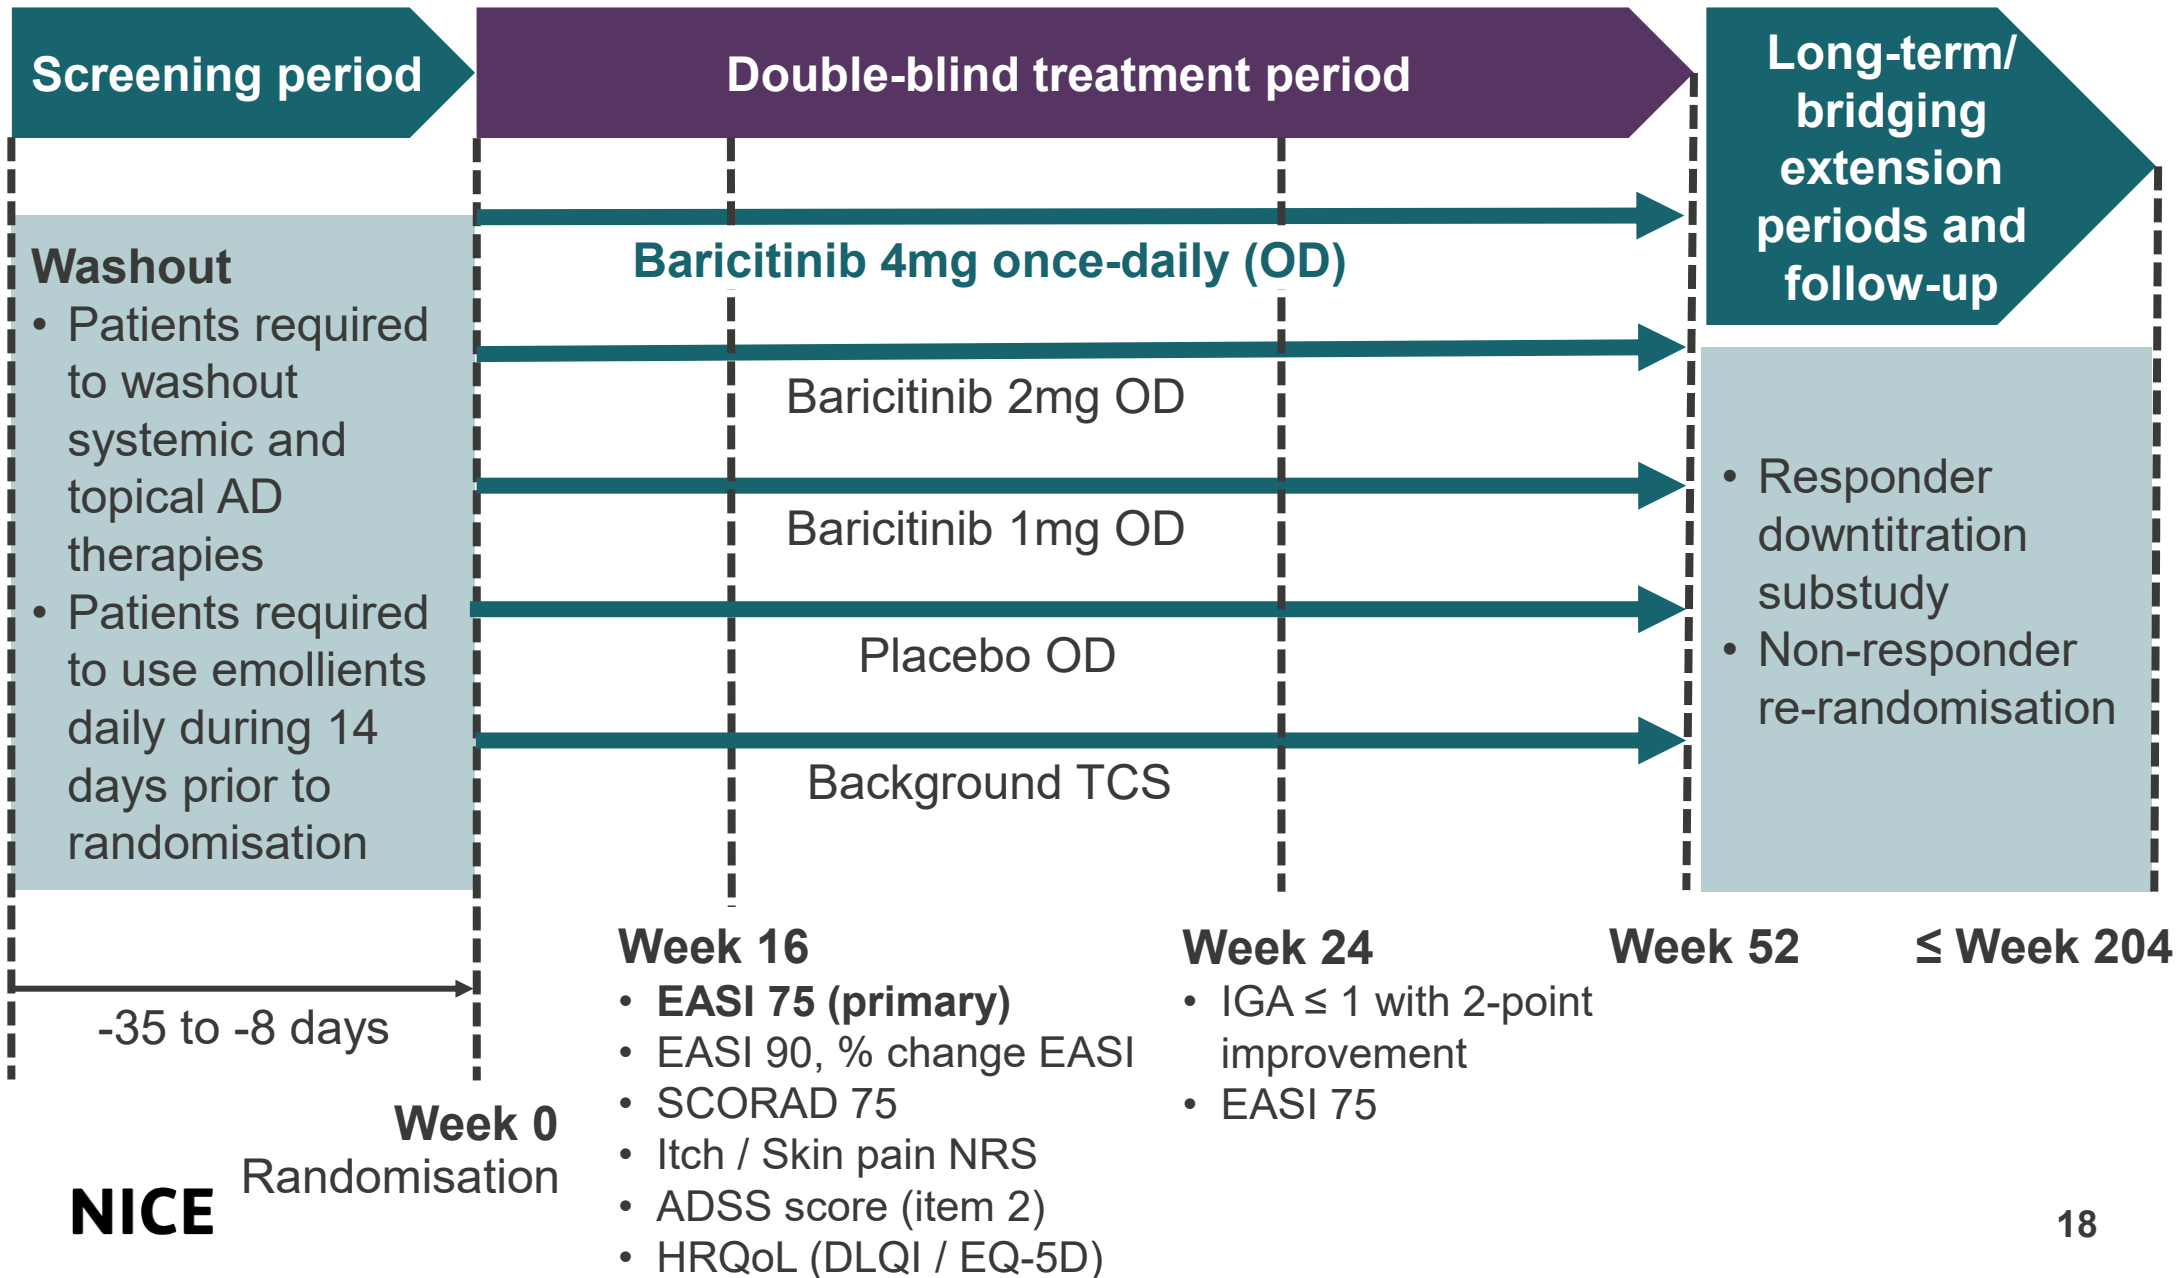 Screening period
Double-blind treatment period
Long-term/
bridging
extension
periods and
follow-up
Washout
• Patients required
to washout
systemic and
topical AD
therapies
• Patients required
to use emollients
daily during 14
days prior to
randomisation
Baricitinib 4mg once-daily (OD)
Baricitinib 2mg OD
Baricitinib 1mg OD
Placebo OD
Background TCS
• Responder
downtitration
substudy
• Non-responder
re-randomisation
-35 to -8 days
Week 0
Randomisation
Week 16
• EASI 75 (primary)
• EASI 90, % change EASI
• SCORAD 75
• Itch / Skin pain NRS
• ADSS score (item 2)
• HRQoL (DLQI / EQ-5D)
Week 24
• IGA ≤ 1 with 2-point
improvement
• EASI 75
Week 52
≤ Week 204
NICE
18